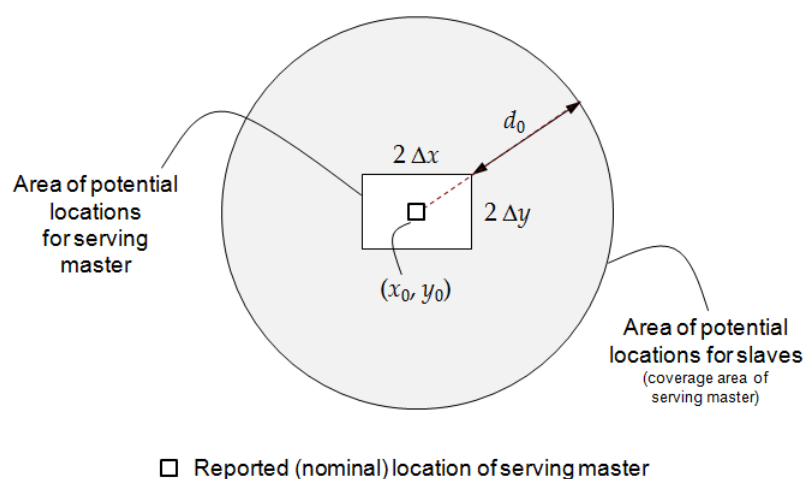 d₀
2 Δx
Area of potential
locations
for serving
master
2 Δy
(x₀, y₀)
Area of potential
locations for slaves
(coverage area of
serving master)
Reported (nominal) location of serving master